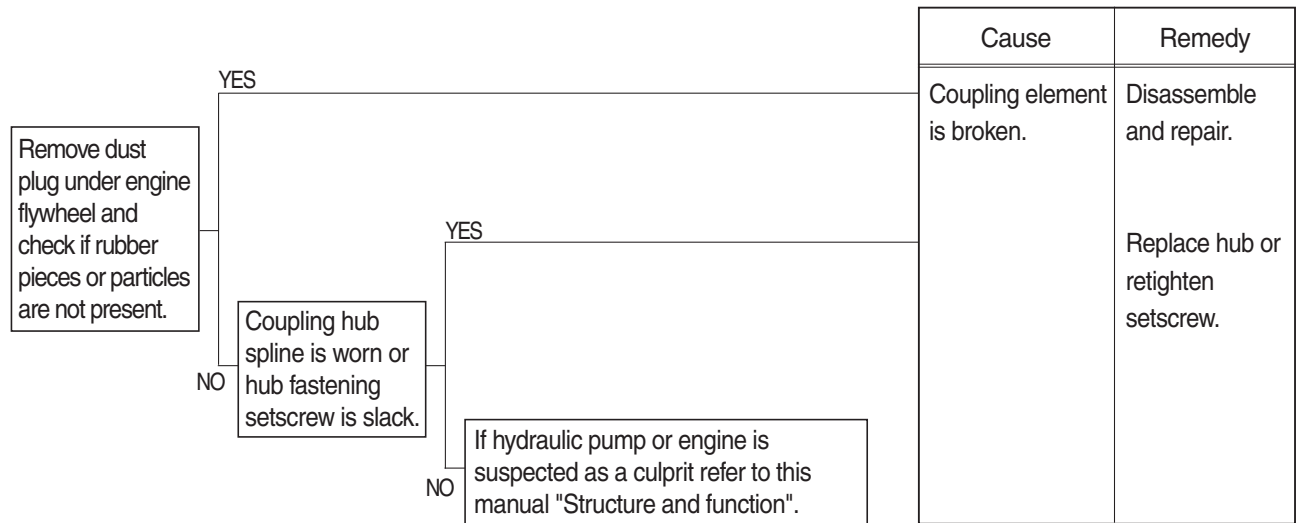 Cause
Remedy
YES
Coupling element
is broken.
Disassemble
and repair.
Remove dust
plug under engine
flywheel and
check if rubber
pieces or particles
are not present.
YES
Replace hub or
retighten
setscrew.
NO
Coupling hub
spline is worn or
hub fastening
setscrew is slack.
NO
If hydraulic pump or engine is
suspected as a culprit refer to this
manual "Structure and function".